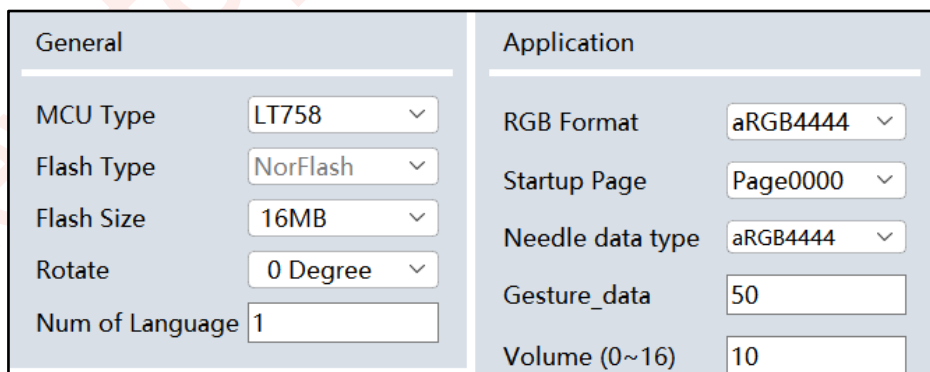 General
MCU Type LT758
Flash Type NorFlash
Flash Size 16MB
Rotate 0 Degree
Num of Language 1
Application
RGB Format aRGB4444
Startup Page Page0000
Needle data type aRGB4444
Gesture_data 50
Volume (0~16) 10